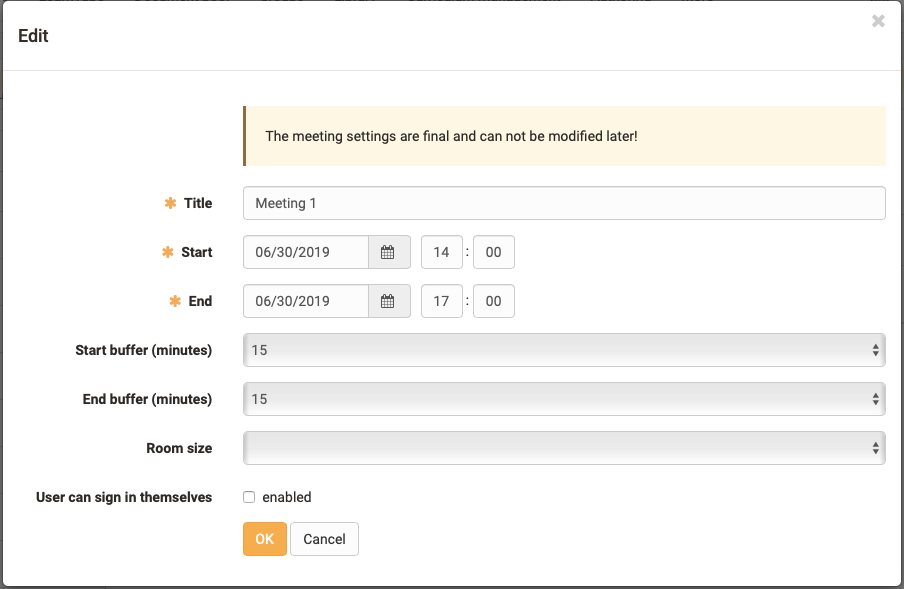 Edit
The meeting settings are final and can not be modified later!
Title Meeting 1
Start 06/30/2019 14 : 00
End 06/30/2019 17 : 00
Start buffer (minutes) 15
End buffer (minutes) 15
Room size
User can sign in themselves enabled
OK Cancel